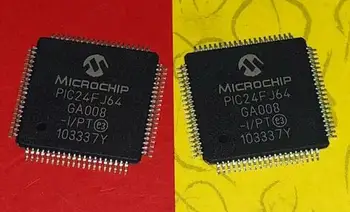 MICROCHIP
PIC24FJ64
GA008
-I/PT e3
103337Y
MICROCHIP
PIC24FJ64
GA008
-I/PT e3
103337Y